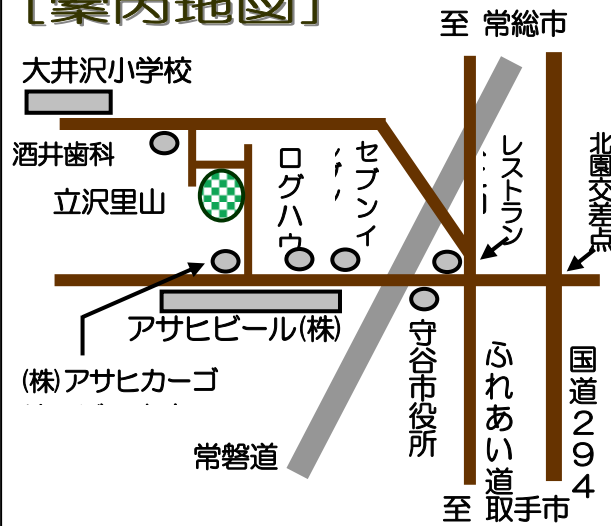 ［案内地図］
至 常総市
大井沢小学校
酒井歯科
立沢里山
ログハウ
セブンイ
レストラン
北園交差点
アサヒビール(株)
(株)アサヒカーゴ
守谷市役所
ふれあい道
国道294
常磐道
至 取手市